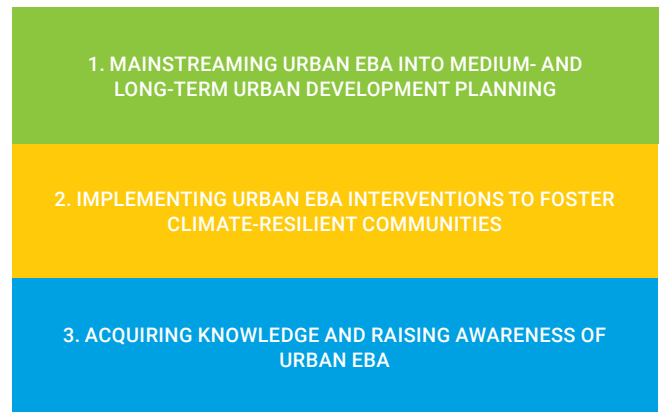 1. MAINSTREAMING URBAN EBA INTO MEDIUM- AND
LONG-TERM URBAN DEVELOPMENT PLANNING
2. IMPLEMENTING URBAN EBA INTERVENTIONS TO FOSTER
CLIMATE-RESILIENT COMMUNITIES
3. ACQUIRING KNOWLEDGE AND RAISING AWARENESS OF
URBAN EBA